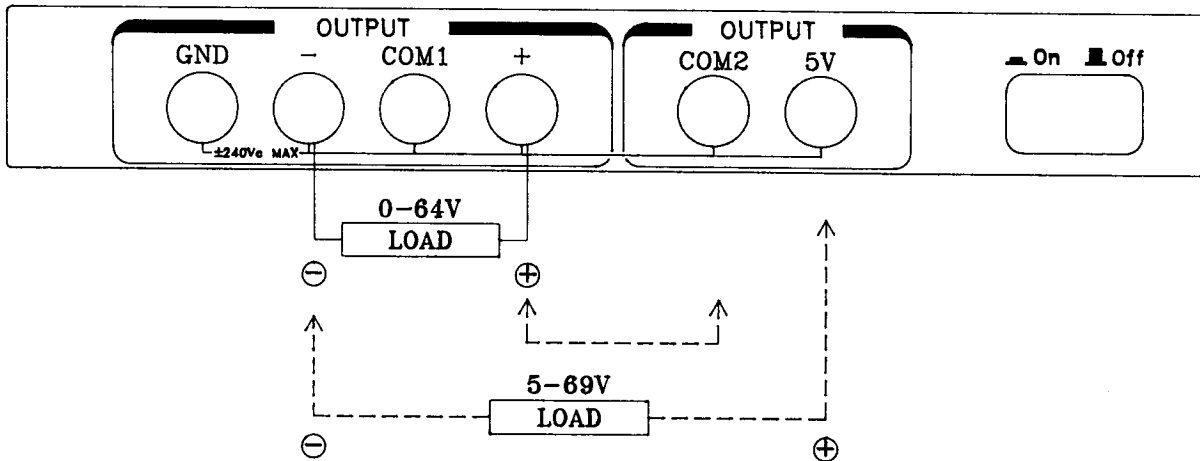 OUTPUT OUTPUT
GND - COM1 + COM2 5V On Off
±240Vc MAX
0-64V
LOAD
⊖ ⊕
5-69V
LOAD
⊖ ⊕